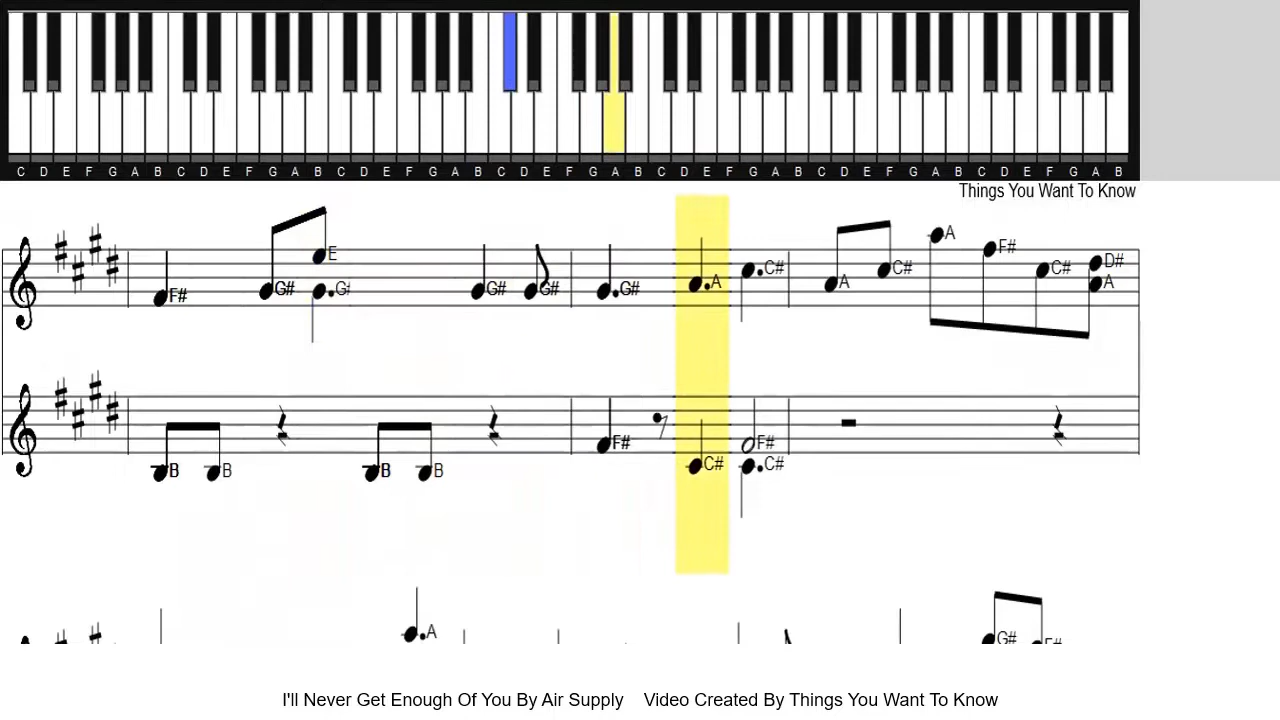 C D E F G A B C D E F G A B C D E F G A B C D E F G A B C D E F G A B C D E F G A B C D E F G A B
Things You Want To Know
E A F# D#
F# G# G# G# G# A C# A C# C# A
F# F#
B B B B C# C#
A G#
I'll Never Get Enough Of You By Air Supply Video Created By Things You Want To Know